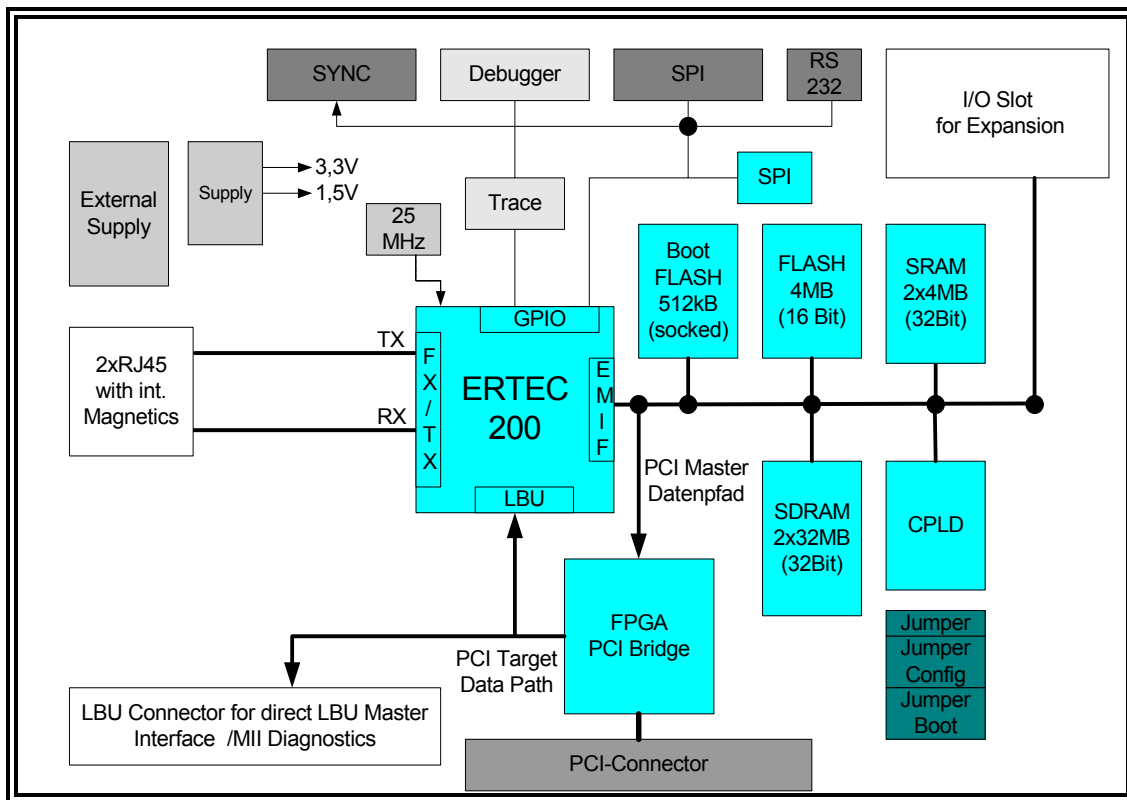 SYNC
Debugger
SPI
RS
232
I/O Slot
for Expansion
External
Supply
Supply
3,3V
1,5V
25
MHz
Trace
SPI
Boot
FLASH
512kB
(socked)
FLASH
4MB
(16 Bit)
SRAM
2x4MB
(32Bit)
2xRJ45
with int.
Magnetics
TX
RX
GPIO
FX/TX
ERTEC
200
EMIF
LBU
PCI Master
Datenpfad
SDRAM
2x32MB
(32Bit)
CPLD
FPGA
PCI Bridge
PCI Target
Data Path
Jumper
Jumper
Config
Jumper
Boot
LBU Connector for direct LBU Master
Interface /MII Diagnostics
PCI-Connector